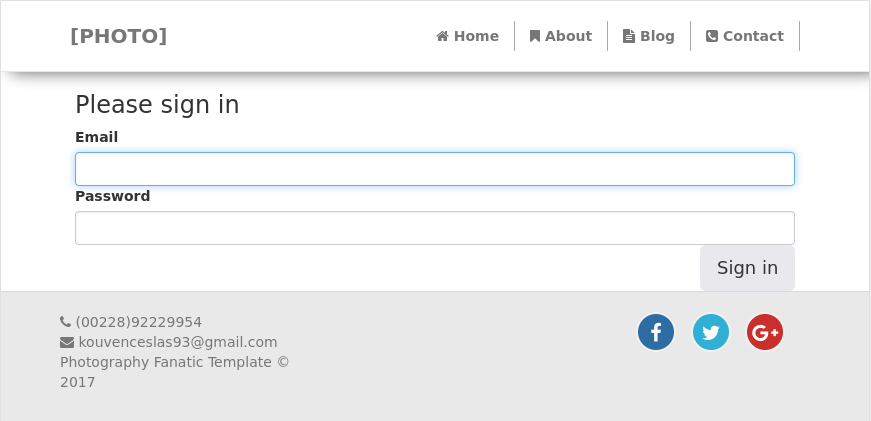 [PHOTO]
Home
About
Blog
Contact
Please sign in
Email
Password
Sign in
(00228)92229954
kouvenceslas93@gmail.com
Photography Fanatic Template ©
2017